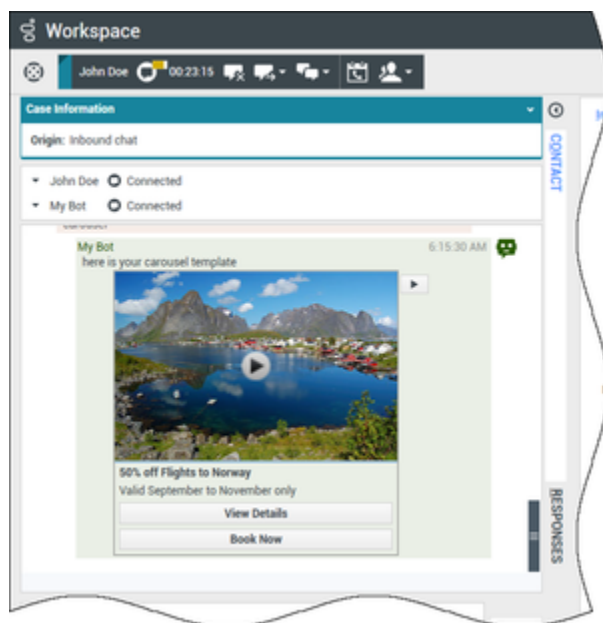 Workspace
John Doe 00:23:15
Case Information
Origin: Inbound chat
John Doe Connected
My Bot Connected
carousel
My Bot 6:15:30 AM
here is your carousel template
50% off Flights to Norway
Valid September to November only
View Details
Book Now
CONTACT
RESPONSES